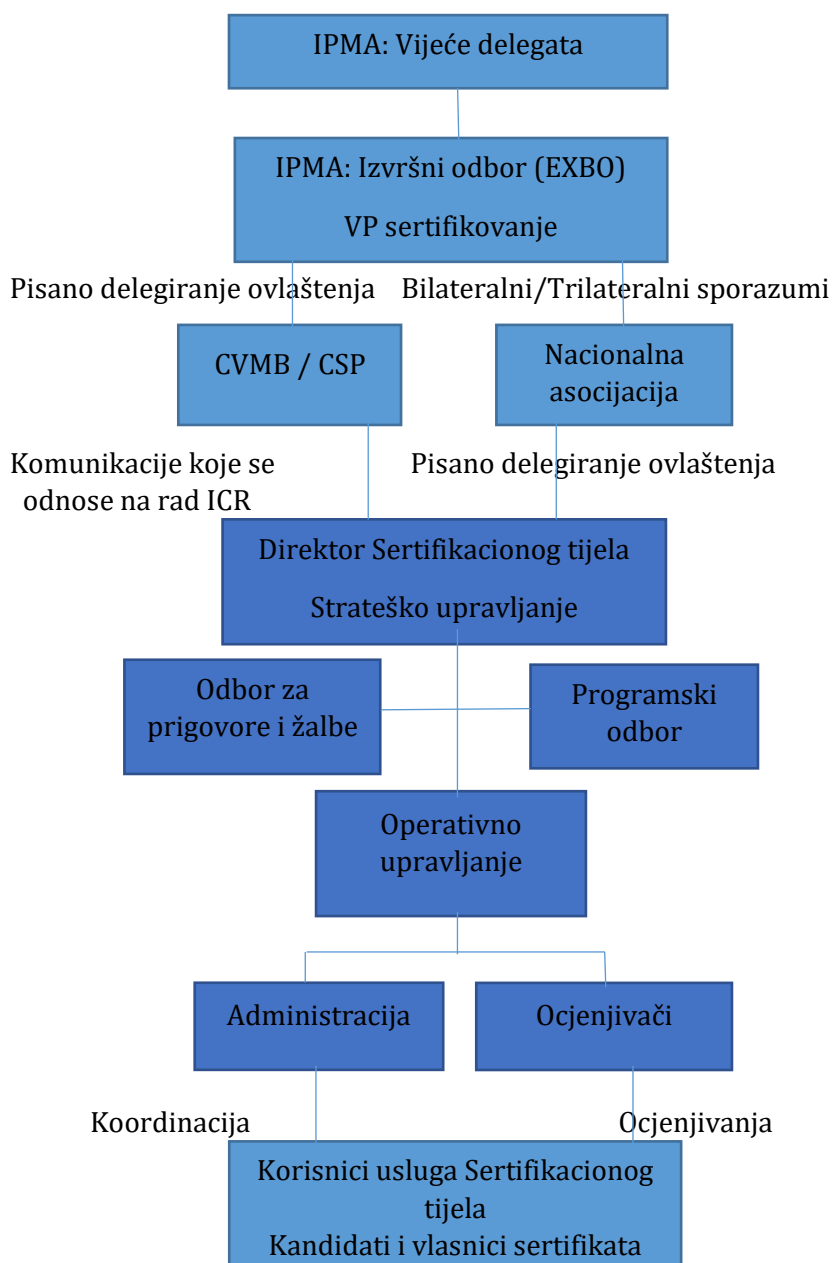 IPMA: Vijeće delegata
IPMA: Izvršni odbor (EXBO)
VP sertifikovanje
Pisano delegiranje ovlaštenja
Bilateralni/Trilateralni sporazumi
CVMB / CSP
Nacionalna
asocijacija
Komunikacije koje se
odnose na rad ICR
Pisano delegiranje ovlaštenja
Direktor Sertifikacionog tijela
Strateško upravljanje
Odbor za
prigovore i žalbe
Programski
odbor
Operativno
upravljanje
Administracija
Ocjenjivači
Koordinacija
Ocjenjivanja
Korisnici usluga Sertifikacionog
tijela
Kandidati i vlasnici sertifikata